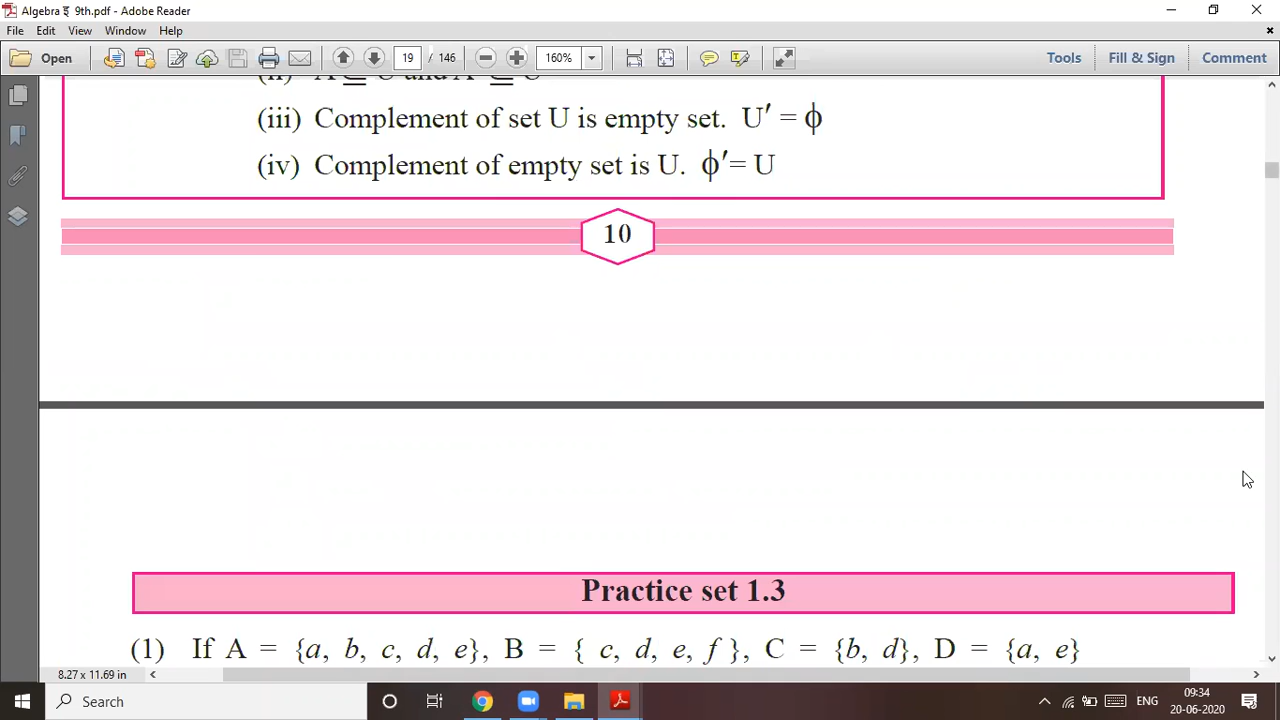 Algebra इ 9th.pdf - Adobe Reader
File Edit View Window Help
Open 19 / 146 160% Tools Fill & Sign Comment
(iii) Complement of set U is empty set. U′ = ϕ
(iv) Complement of empty set is U. ϕ′= U
10
Practice set 1.3
(1) If A = {a, b, c, d, e}, B = { c, d, e, f }, C = {b, d}, D = {a, e}
8.27 x 11.69 in
Search
ENG
09:34
20-06-2020